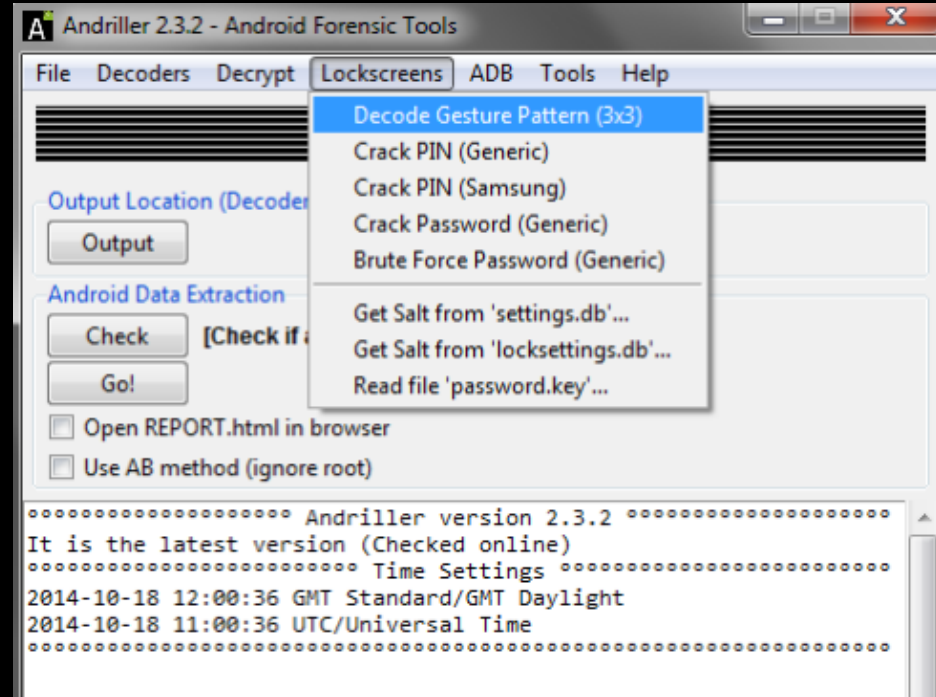 Andriller 2.3.2 - Android Forensic Tools
File Decoders Decrypt Lockscreens ADB Tools Help
Decode Gesture Pattern (3x3)
Crack PIN (Generic)
Crack PIN (Samsung)
Crack Password (Generic)
Brute Force Password (Generic)
Get Salt from 'settings.db'...
Get Salt from 'locksettings.db'...
Read file 'password.key'...
Output Location (Decoder
Output
Android Data Extraction
Check [Check if
Go!
Open REPORT.html in browser
Use AB method (ignore root)
°°°°°°°°°°°°°°°°°°°° Andriller version 2.3.2 °°°°°°°°°°°°°°°°°°°°
It is the latest version (Checked online)
°°°°°°°°°°°°°°°°°°°°°°°°° Time Settings °°°°°°°°°°°°°°°°°°°°°°°°°
2014-10-18 12:00:36 GMT Standard/GMT Daylight
2014-10-18 11:00:36 UTC/Universal Time
°°°°°°°°°°°°°°°°°°°°°°°°°°°°°°°°°°°°°°°°°°°°°°°°°°°°°°°°°°°°°°°°°